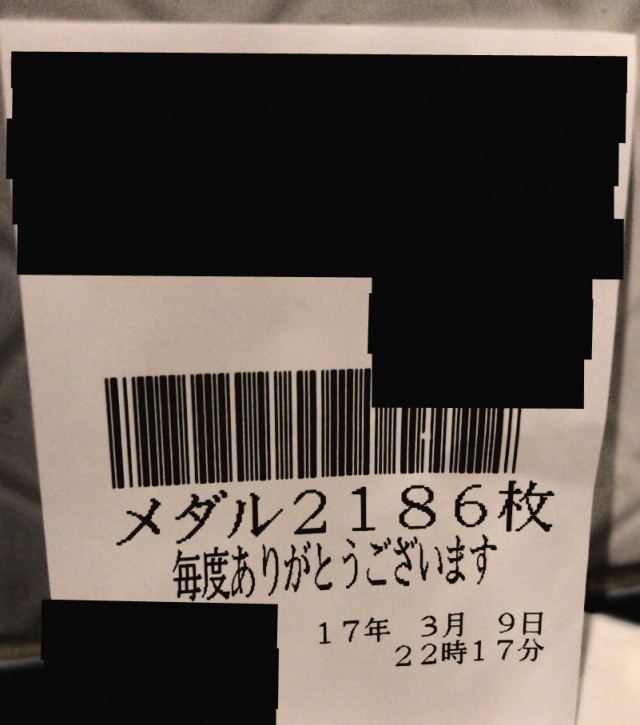 メダル2186枚
毎度ありがとうございます
17年 3月 9日
22時17分